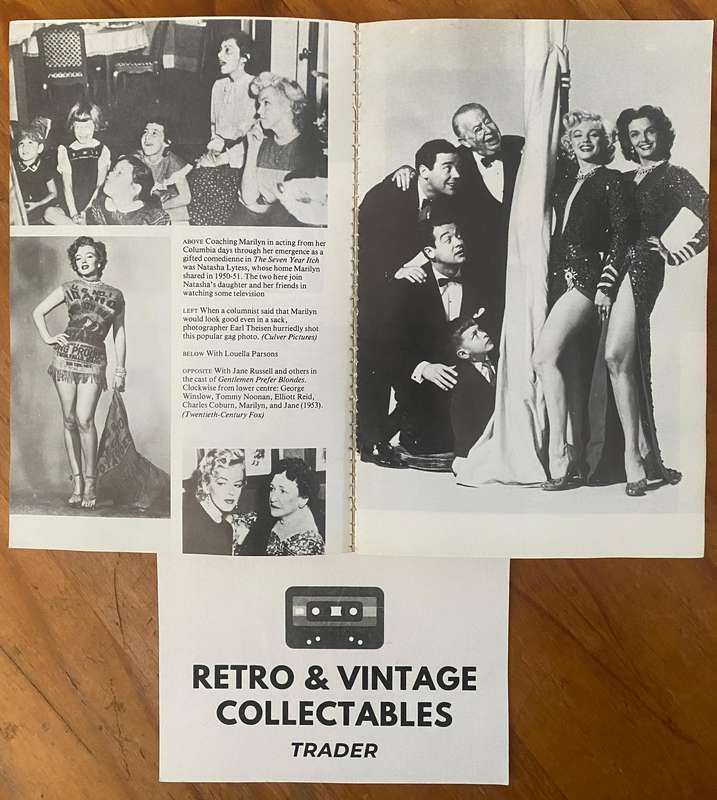 ABOVE Coaching Marilyn in acting from her
Columbia days through her emergence as a
gifted comedienne in The Seven Year Itch
was Natasha Lytess, whose home Marilyn
shared in 1950-51. The two here join
Natasha's daughter and her friends in
watching some television
LEFT When a columnist said that Marilyn
would look good even in a sack,
photographer Earl Theisen hurriedly shot
this popular gag photo. (Culver Pictures)
BELOW With Louella Parsons
OPPOSITE With Jane Russell and others in
the cast of Gentlemen Prefer Blondes.
Clockwise from lower centre: George
Winslow, Tommy Noonan, Elliott Reid,
Charles Coburn, Marilyn, and Jane (1953).
(Twentieth-Century Fox)
RETRO & VINTAGE
COLLECTABLES
TRADER